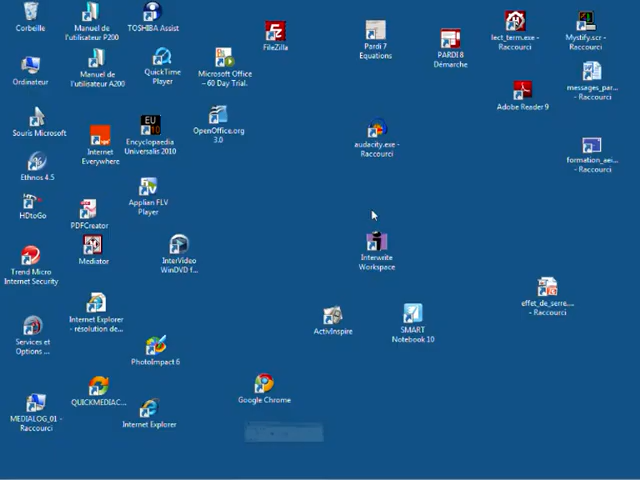 Corbeille
Manuel de
l'utilisateur P200
TOSHIBA Assist
FileZilla
Pardi 7
Equations
PARDI 8
Démarche
lect_term.exe -
Raccourci
Mystify.scr -
Raccourci
Ordinateur
Manuel de
l'utilisateur A200
QuickTime
Player
Microsoft Office
– 60 Day Trial.
messages_par...
- Raccourci
Adobe Reader 9
Souris Microsoft
Internet
Everywhere
Encyclopaedia
Universalis 2010
OpenOffice.org
3.0
audacity.exe -
Raccourci
formation_aei...
- Raccourci
Ethnos 4.5
HDtoGo
PDFCreator
Applian FLV
Player
Mediator
InterVideo
WinDVD f...
Interwrite
Workspace
Trend Micro
Internet Security
effet_de_serre....
- Raccourci
Internet Explorer
- résolution de...
Services et
Options ...
PhotoImpact 6
ActivInspire
SMART
Notebook 10
MEDIALOG_01 -
Raccourci
QUICKMEDIAC...
Internet Explorer
Google Chrome